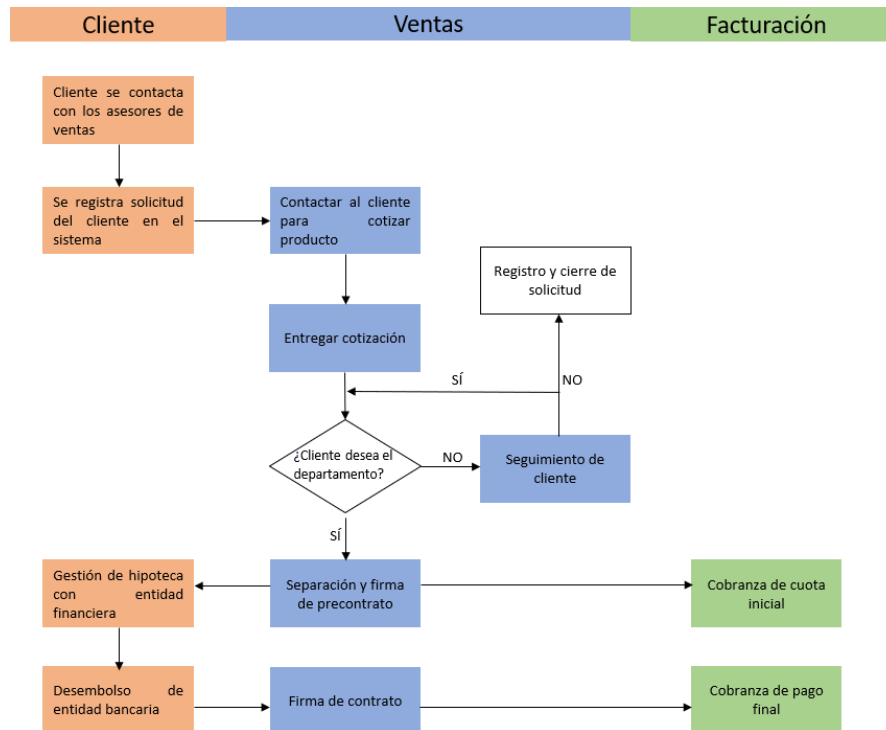 Cliente
Ventas
Facturación
Cliente se contacta
con los asesores de
ventas
Se registra solicitud
del cliente en el
sistema
Contactar al cliente
para cotizar
producto
Registro y cierre de
solicitud
Entregar cotización
SÍ
NO
¿Cliente desea el
departamento?
NO
Seguimiento de
cliente
SÍ
Gestión de hipoteca
con entidad
financiera
Separación y firma
de precontrato
Cobranza de cuota
inicial
Desembolso de
entidad bancaria
Firma de contrato
Cobranza de pago
final